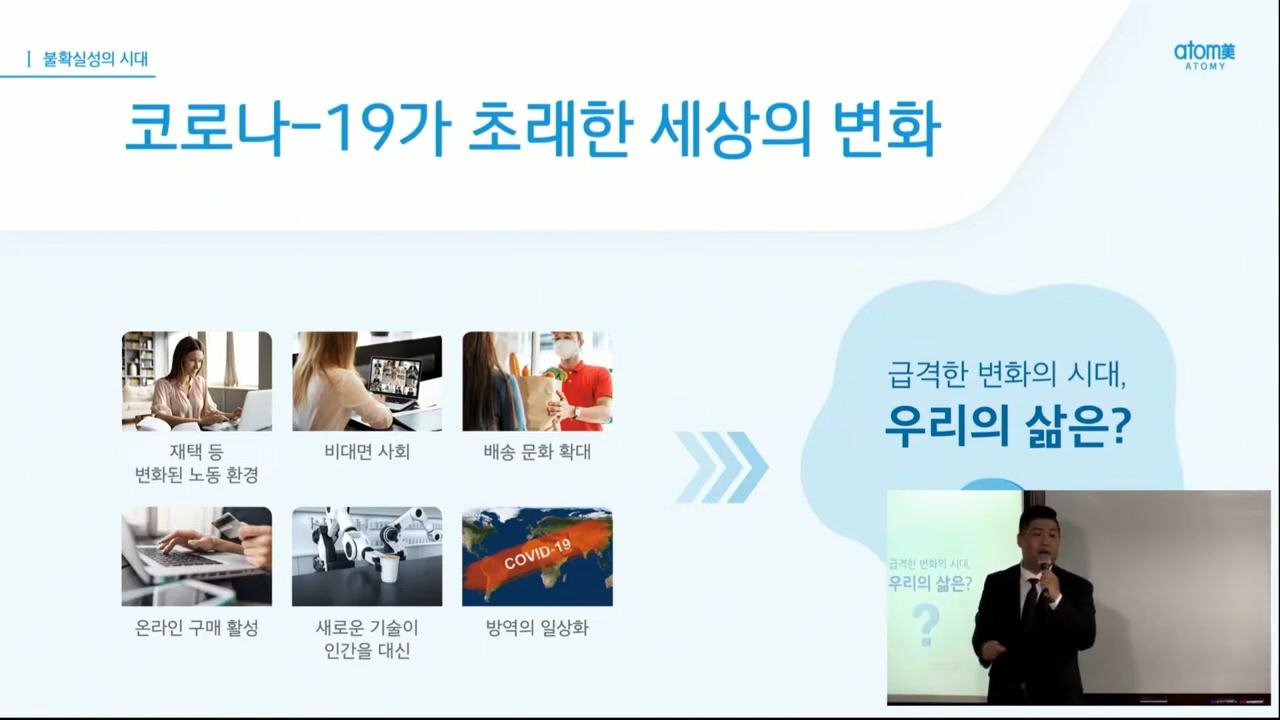 불확실성의 시대
atom美
ATOMY
코로나-19가 초래한 세상의 변화
재택 등
변화된 노동 환경
비대면 사회
배송 문화 확대
COVID-19
온라인 구매 활성
새로운 기술이
인간을 대신
방역의 일상화
급격한 변화의 시대,
우리의 삶은?
급격한 변화의 시대,
우리의 삶은?
?